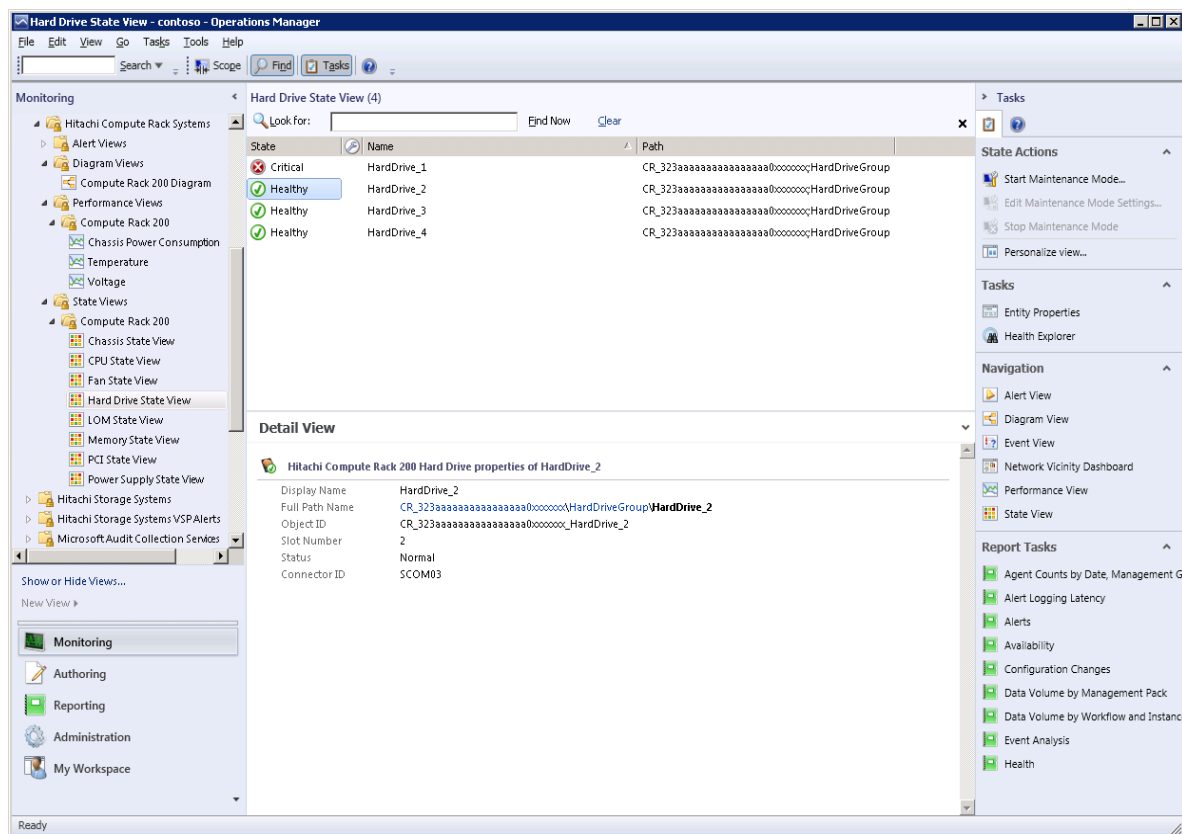 Hard Drive State View - contoso - Operations Manager
File Edit View Go Tasks Tools Help
Search Scope Find Tasks
Monitoring
Hitachi Compute Rack Systems
Alert Views
Diagram Views
Compute Rack 200 Diagram
Performance Views
Compute Rack 200
Chassis Power Consumption
Temperature
Voltage
State Views
Compute Rack 200
Chassis State View
CPU State View
Fan State View
Hard Drive State View
LOM State View
Memory State View
PCI State View
Power Supply State View
Hitachi Storage Systems
Hitachi Storage Systems VSP Alerts
Microsoft Audit Collection Services
Show or Hide Views...
New View
Monitoring
Authoring
Reporting
Administration
My Workspace
Ready
Hard Drive State View (4)
Look for: Find Now Clear
State Name Path
Critical HardDrive_1 CR_323aaaaaaaaaaaaaaaa0xxxxxxx;HardDriveGroup
Healthy HardDrive_2 CR_323aaaaaaaaaaaaaaaa0xxxxxxx;HardDriveGroup
Healthy HardDrive_3 CR_323aaaaaaaaaaaaaaaa0xxxxxxx;HardDriveGroup
Healthy HardDrive_4 CR_323aaaaaaaaaaaaaaaa0xxxxxxx;HardDriveGroup
Detail View
Hitachi Compute Rack 200 Hard Drive properties of HardDrive_2
Display Name HardDrive_2
Full Path Name CR_323aaaaaaaaaaaaaaaa0xxxxxxx\HardDriveGroup\HardDrive_2
Object ID CR_323aaaaaaaaaaaaaaaa0xxxxxxx_HardDrive_2
Slot Number 2
Status Normal
Connector ID SCOM03
Tasks
State Actions
Start Maintenance Mode...
Edit Maintenance Mode Settings...
Stop Maintenance Mode
Personalize view...
Tasks
Entity Properties
Health Explorer
Navigation
Alert View
Diagram View
Event View
Network Vicinity Dashboard
Performance View
State View
Report Tasks
Agent Counts by Date, Management G
Alert Logging Latency
Alerts
Availability
Configuration Changes
Data Volume by Management Pack
Data Volume by Workflow and Instanc
Event Analysis
Health